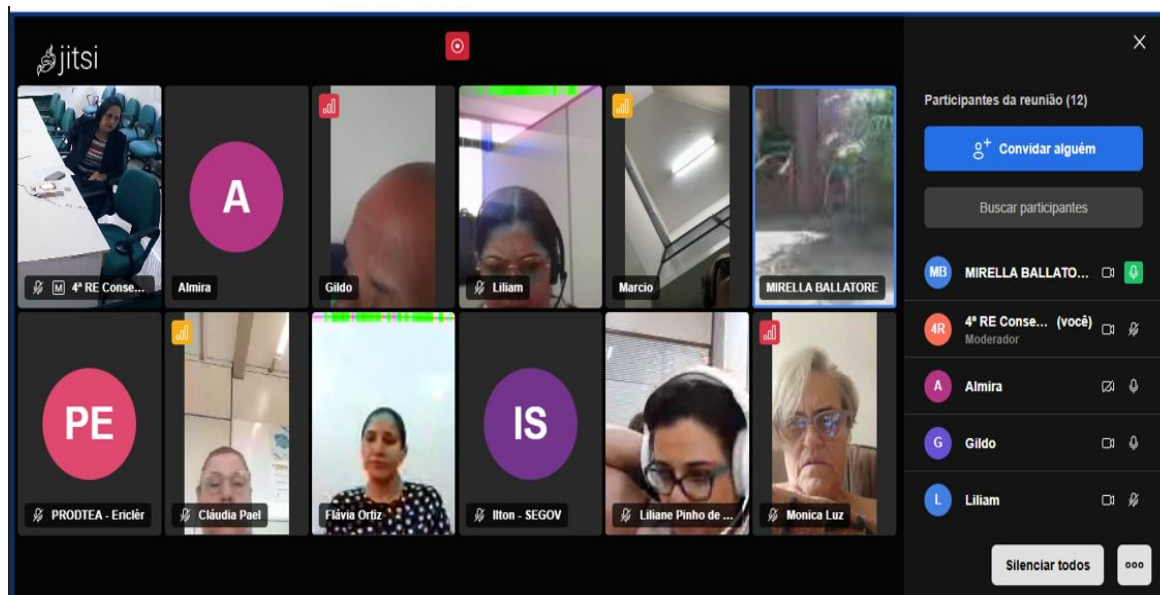 jitsi
4ª RE Conse...
A
Almira
Gildo
Liliam
Marcio
MIRELLA BALLATORE
PE
PRODTEA - Ericlér
Cláudia Pael
Flávia Ortiz
IS
Ilton - SEGOV
Liliane Pinho de ...
Monica Luz
Participantes da reunião (12)
Convidar alguém
Buscar participantes
MB MIRELLA BALLATO...
4R 4ª RE Conse... (você)
Moderador
A Almira
G Gildo
L Liliam
Silenciar todos